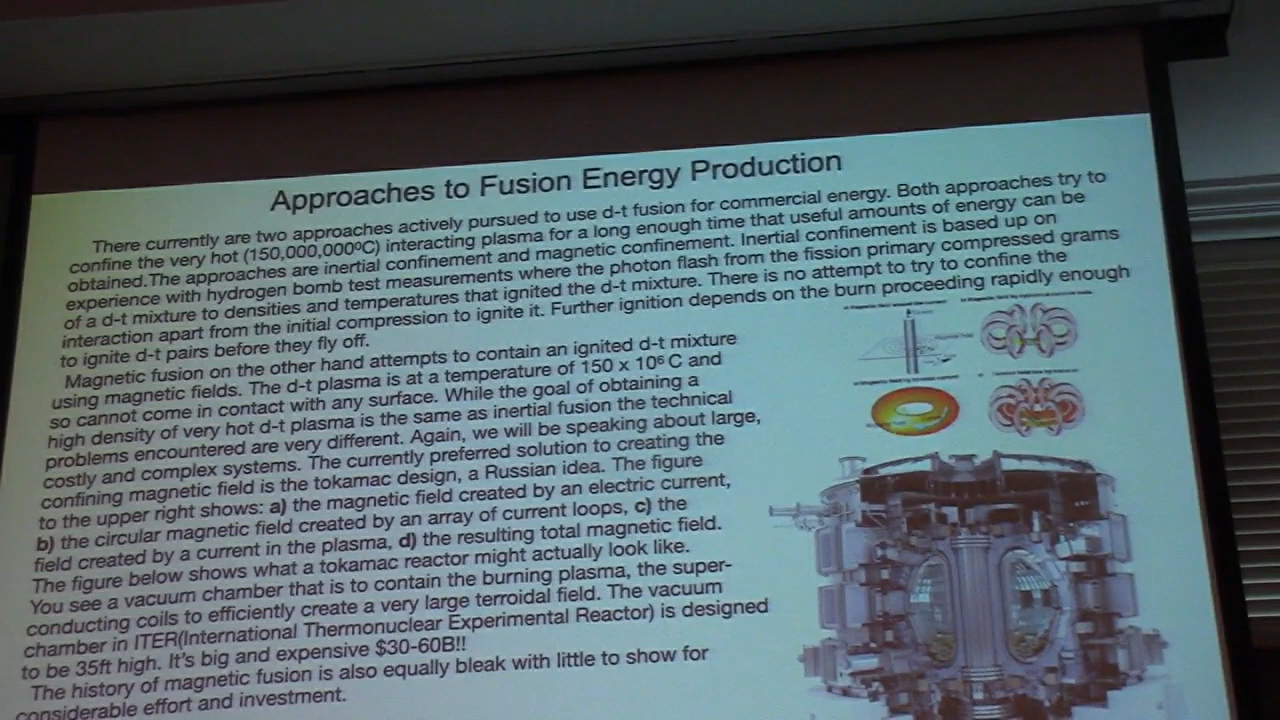 Approaches to Fusion Energy Production
There currently are two approaches actively pursued to use d-t fusion for commercial energy. Both approaches try to
confine the very hot (150,000,000ºC) interacting plasma for a long enough time that useful amounts of energy can be
obtained.The approaches are inertial confinement and magnetic confinement. Inertial confinement is based up on
experience with hydrogen bomb test measurements where the photon flash from the fission primary compressed grams
of a d-t mixture to densities and temperatures that ignited the d-t mixture. There is no attempt to try to confine the
interaction apart from the initial compression to ignite it. Further ignition depends on the burn proceeding rapidly enough
to ignite d-t pairs before they fly off.
Magnetic fusion on the other hand attempts to contain an ignited d-t mixture
using magnetic fields. The d-t plasma is at a temperature of 150 x 10⁶ C and
so cannot come in contact with any surface. While the goal of obtaining a
high density of very hot d-t plasma is the same as inertial fusion the technical
problems encountered are very different. Again, we will be speaking about large,
costly and complex systems. The currently preferred solution to creating the
confining magnetic field is the tokamac design, a Russian idea. The figure
to the upper right shows: a) the magnetic field created by an electric current,
b) the circular magnetic field created by an array of current loops, c) the
field created by a current in the plasma, d) the resulting total magnetic field.
The figure below shows what a tokamac reactor might actually look like.
You see a vacuum chamber that is to contain the burning plasma, the super-
conducting coils to efficiently create a very large terroidal field. The vacuum
chamber in ITER(International Thermonuclear Experimental Reactor) is designed
to be 35ft high. It's big and expensive $30-60B!!
The history of magnetic fusion is also equally bleak with little to show for
considerable effort and investment.